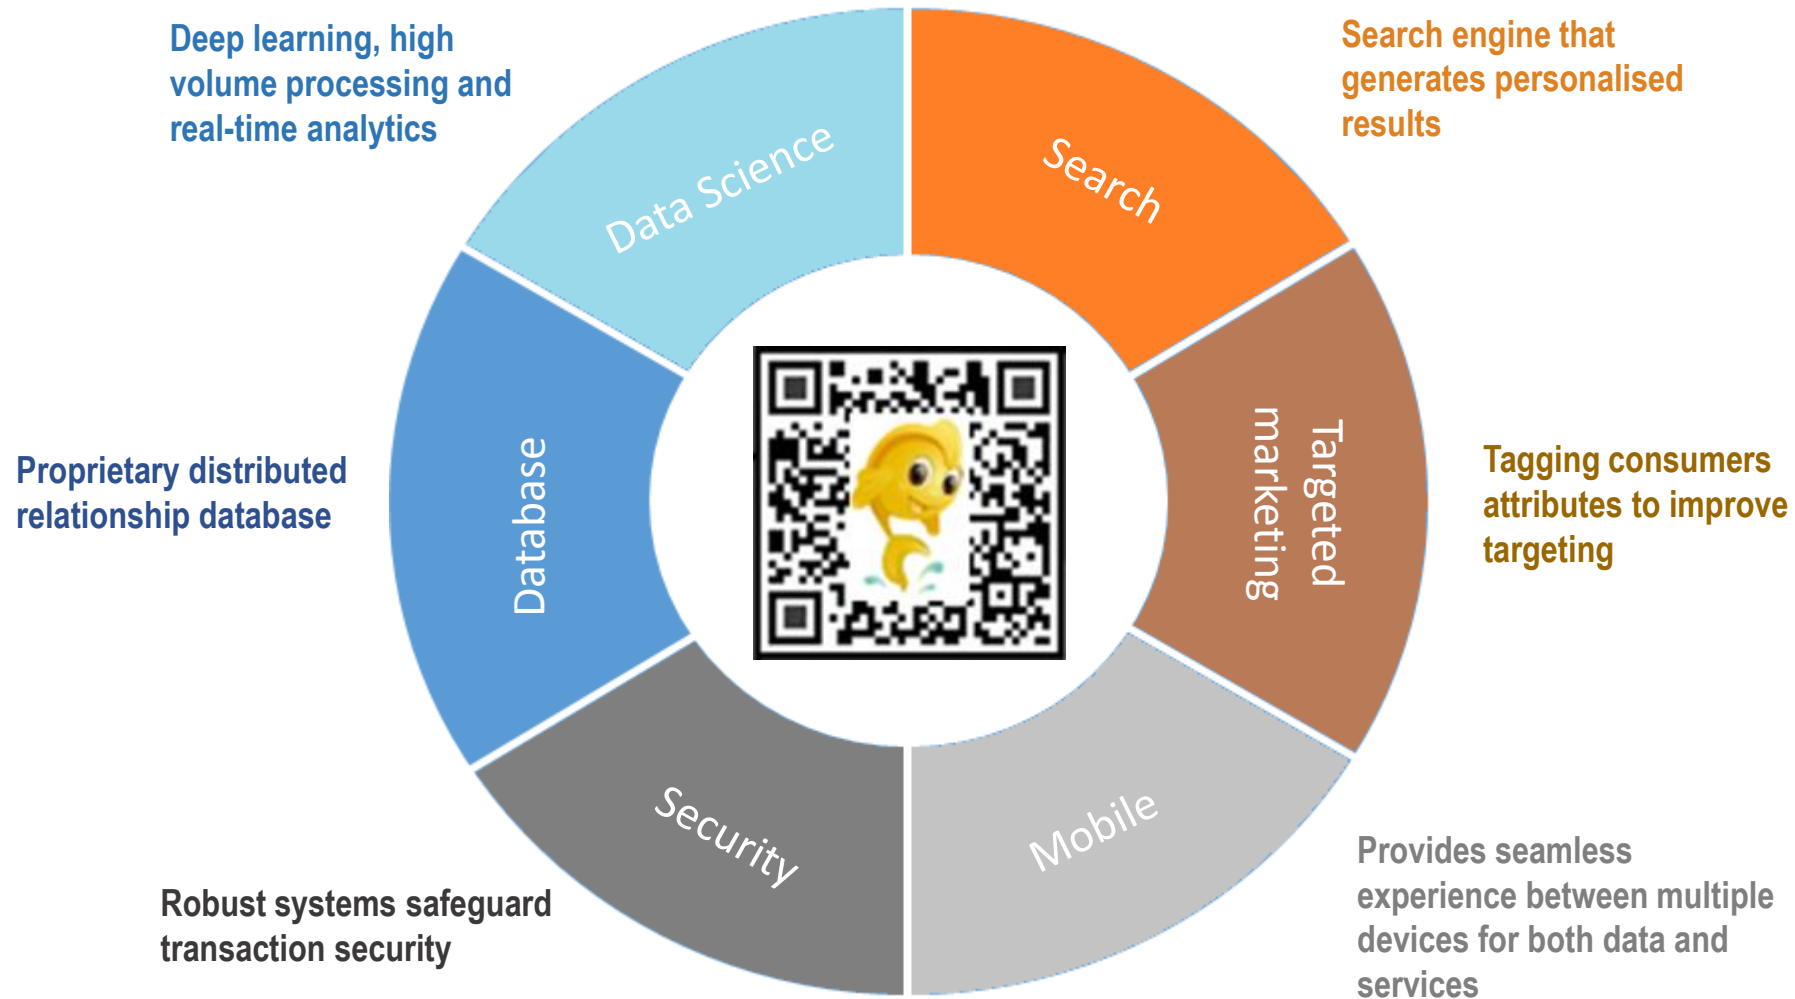 Deep learning, high
volume processing and
real-time analytics
Search engine that
generates personalised
results
Data Science
Search
Proprietary distributed
relationship database
Database
Targeted
marketing
Tagging consumers
attributes to improve
targeting
Security
Mobile
Robust systems safeguard
transaction security
Provides seamless
experience between multiple
devices for both data and
services